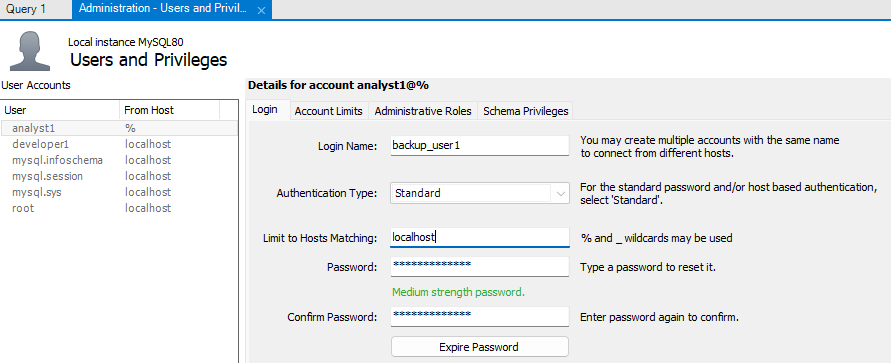 Query 1
Administration - Users and Privil...
Local instance MySQL80
Users and Privileges
User Accounts
User From Host
analyst1 %
developer1 localhost
mysql.infoschema localhost
mysql.session localhost
mysql.sys localhost
root localhost
Details for account analyst1@%
Login Account Limits Administrative Roles Schema Privileges
Login Name: backup_user1 You may create multiple accounts with the same name
to connect from different hosts.
Authentication Type: Standard For the standard password and/or host based authentication,
select 'Standard'.
Limit to Hosts Matching: localhost % and _ wildcards may be used
Password: ************* Type a password to reset it.
Medium strength password.
Confirm Password: ************* Enter password again to confirm.
Expire Password